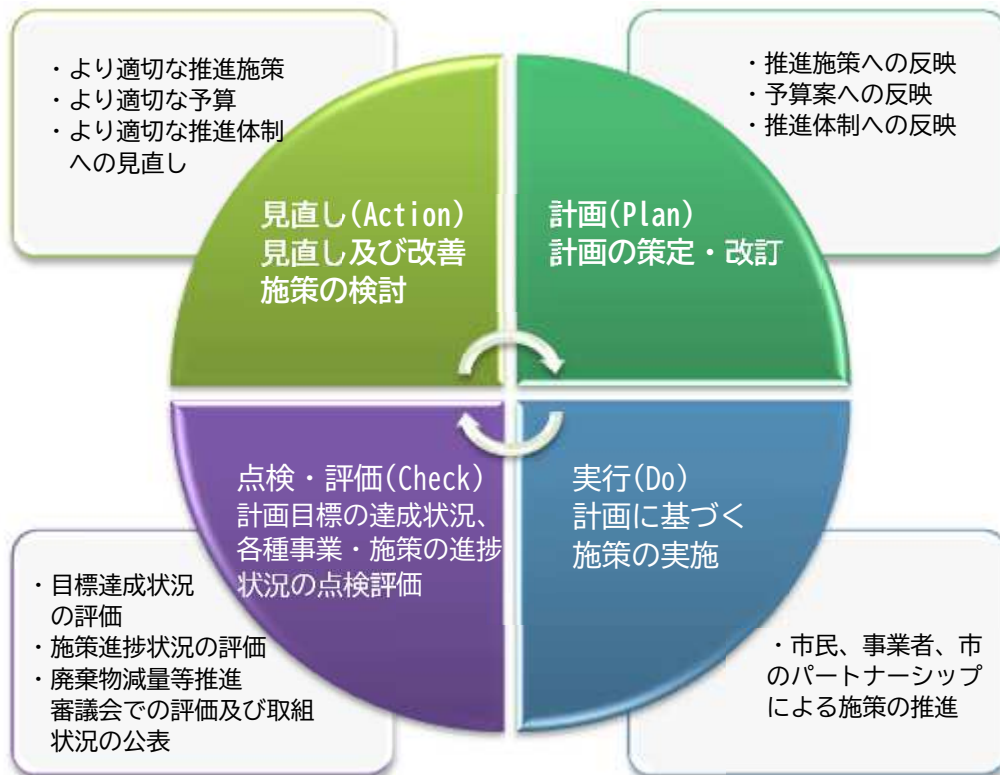 ・より適切な推進施策
・より適切な予算
・より適切な推進体制
への見直し
・推進施策への反映
・予算案への反映
・推進体制への反映
見直し(Action)
見直し及び改善
施策の検討
計画(Plan)
計画の策定・改訂
点検・評価(Check)
計画目標の達成状況、
各種事業・施策の進捗
状況の点検評価
実行(Do)
計画に基づく
施策の実施
・目標達成状況
の評価
・施策進捗状況の評価
・廃棄物減量等推進
審議会での評価及び取組
状況の公表
・市民、事業者、市
のパートナーシップ
による施策の推進